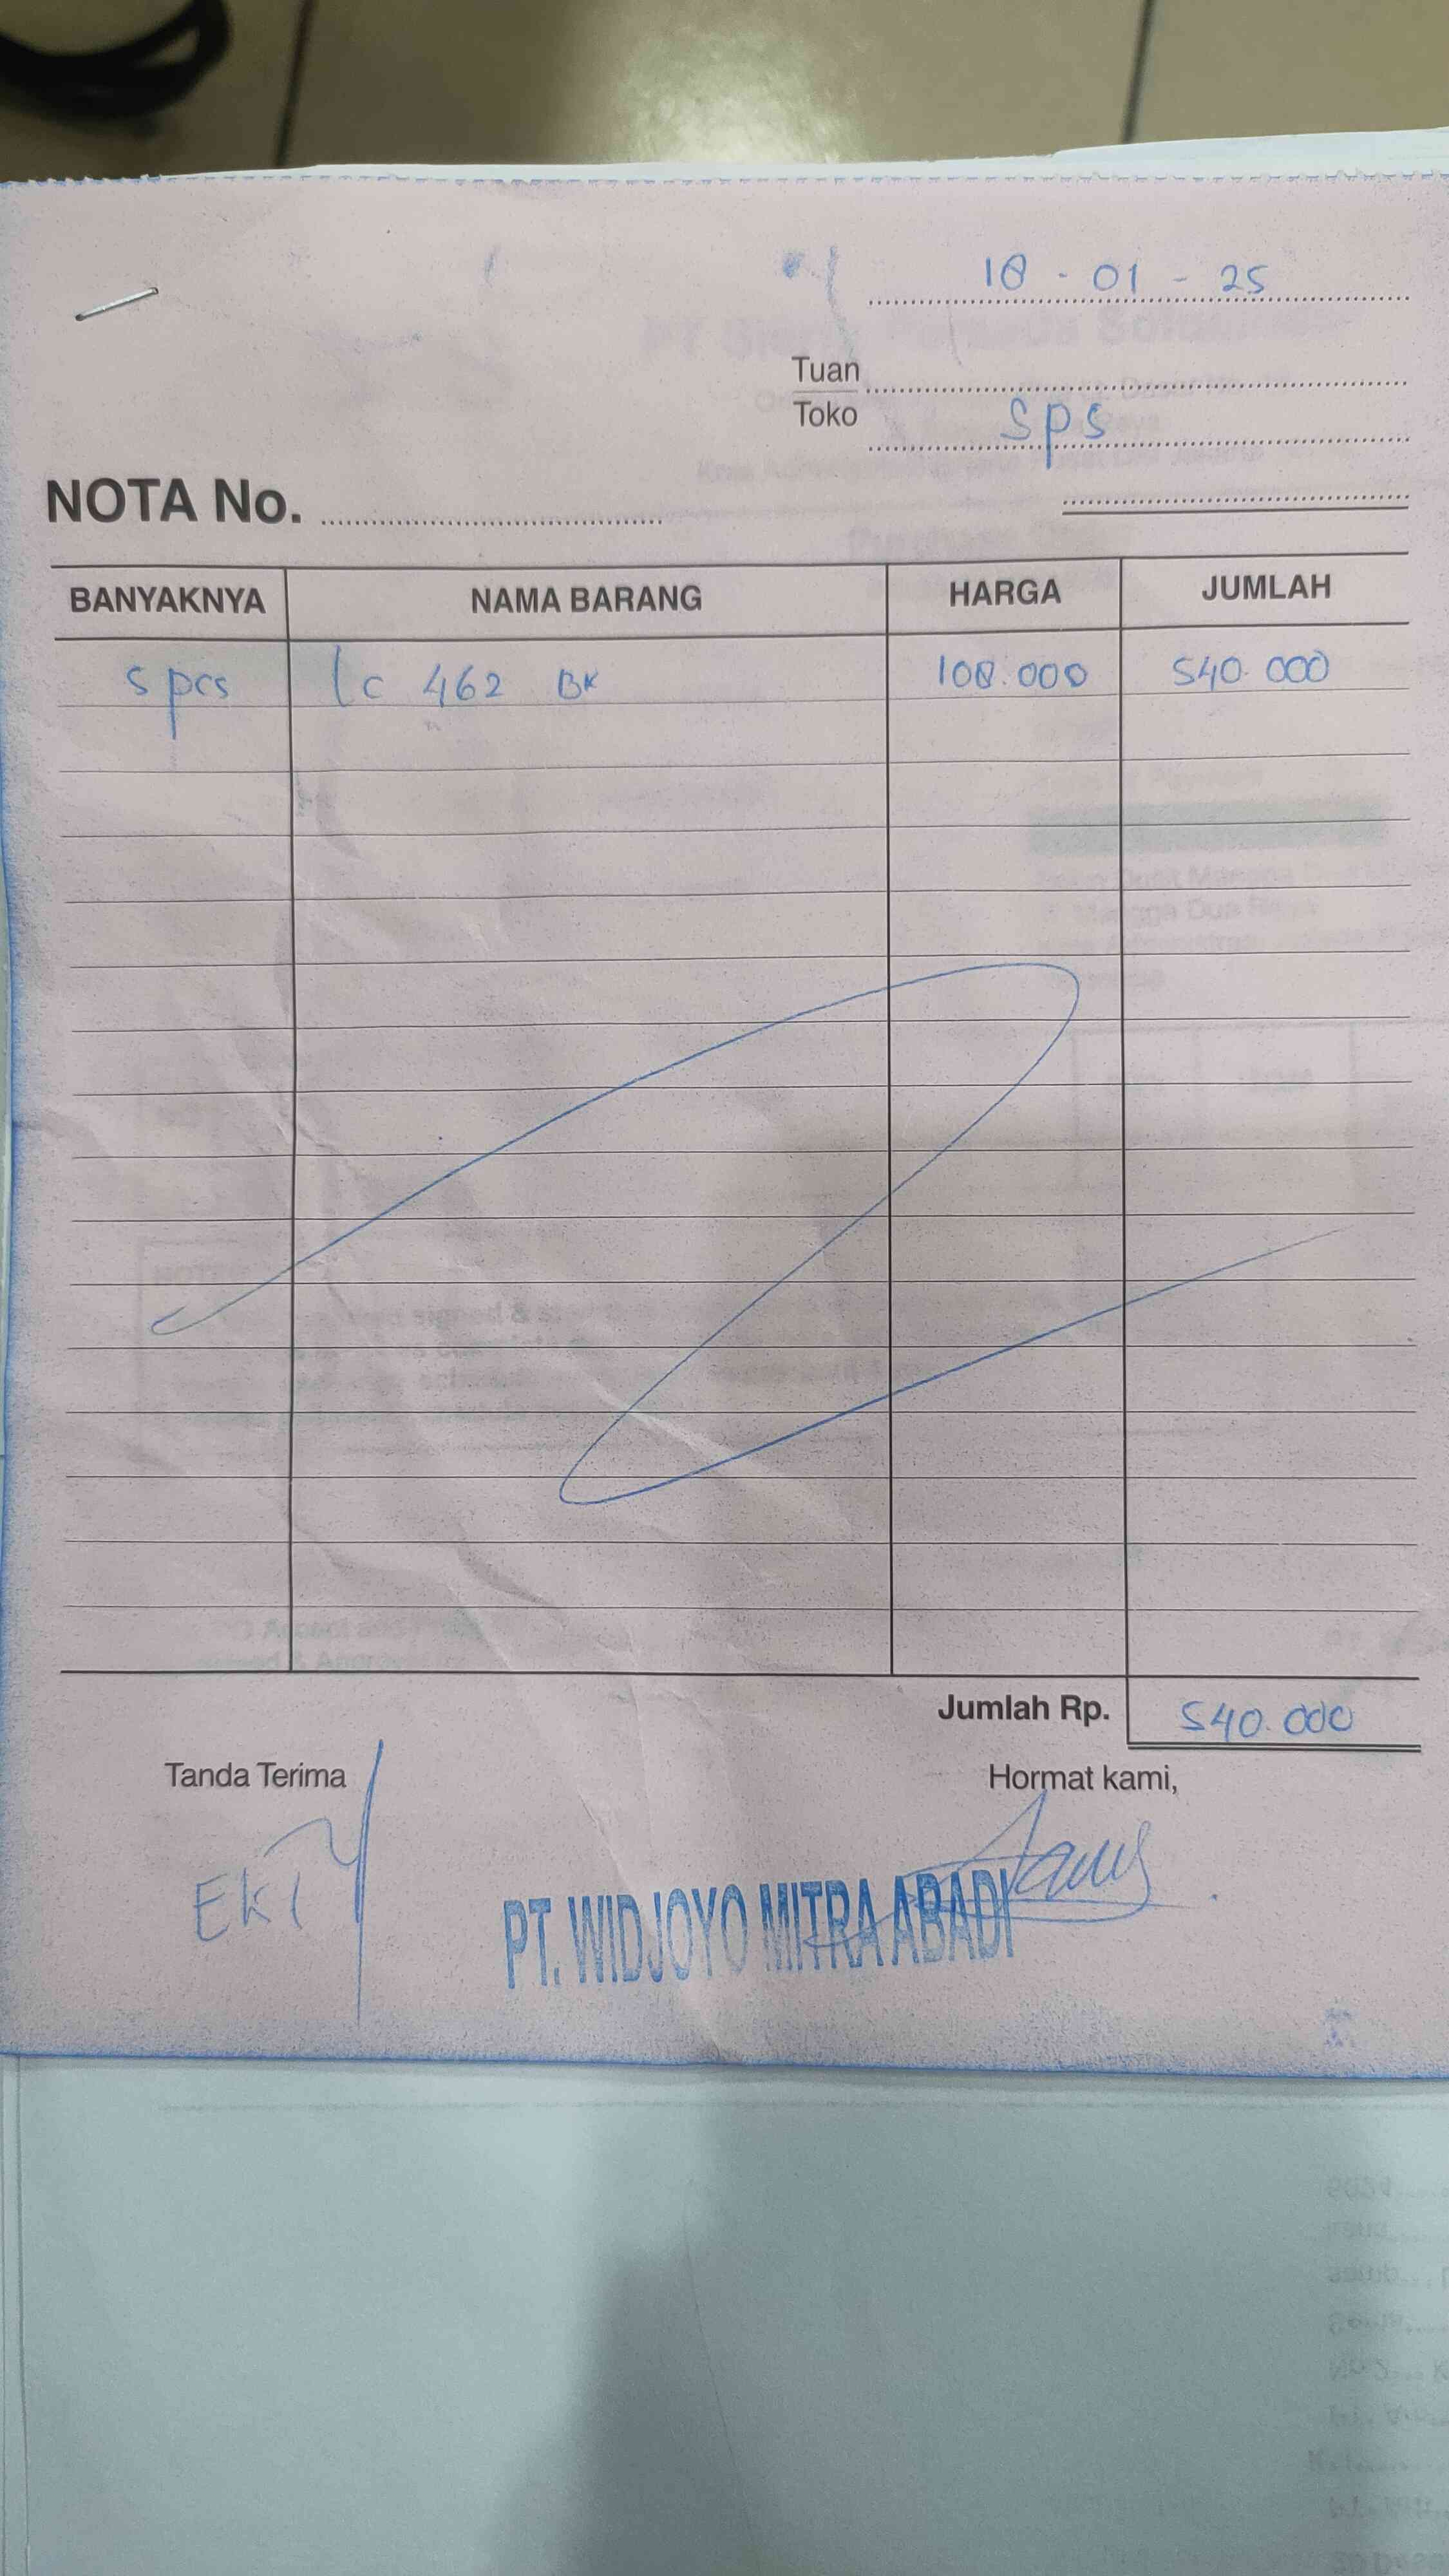 18 - 01 - 25
Tuan
Toko SPS
NOTA No.
BANYAKNYA NAMA BARANG HARGA JUMLAH
5 pcs lc 462 BK 108.000 540.000
Jumlah Rp. 540.000
Tanda Terima Hormat kami,
EKI
PT. WIDJOYO MITRA ABADI